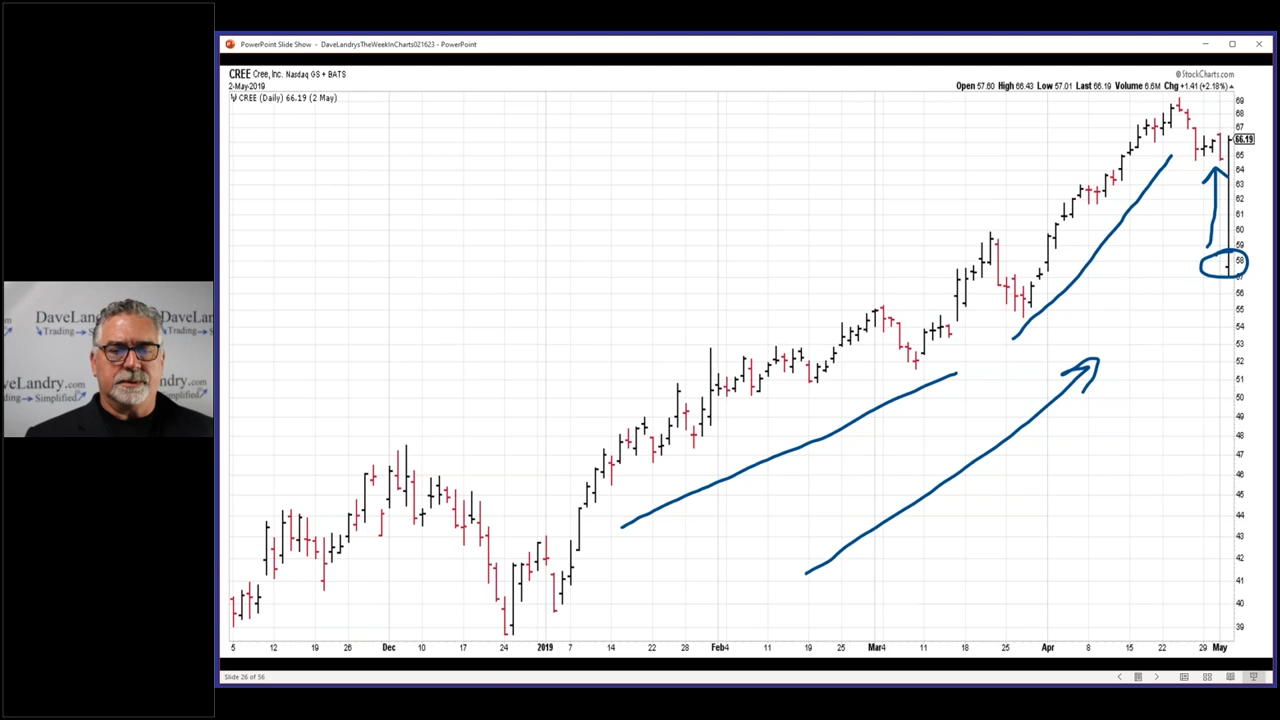 PowerPoint Slide Show - DaveLandrysTheWeekInCharts021623 - PowerPoint
CREE Cree, Inc. Nasdaq GS + BATS
© StockCharts.com
2-May-2019
Open 57.60 High 66.43 Low 57.01 Last 66.19 Volume 6.6M Chg +1.41 (+2.18%)
CREE (Daily) 66.19 (2 May)
69
68
67
66.19
65
64
63
62
61
60
59
58
57
56
55
54
53
52
51
50
49
48
47
46
45
44
43
42
41
40
39
5 12 19 26 Dec 10 17 24 2019 7 14 22 28 Feb 4 11 19 25 Mar 4 11 18 25 Apr 8 15 22 29 May
Slide 26 of 56
DaveLand
Trading
DaveLandry.com
Simplified